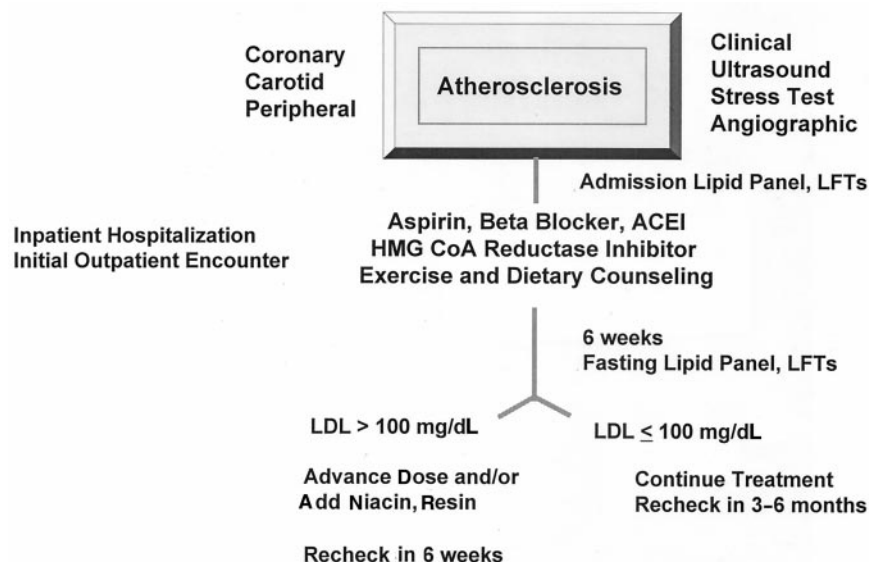 Coronary
Carotid
Peripheral
Atherosclerosis
Clinical
Ultrasound
Stress Test
Angiographic
Admission Lipid Panel, LFTs
Inpatient Hospitalization
Initial Outpatient Encounter
Aspirin, Beta Blocker, ACEI
HMG CoA Reductase Inhibitor
Exercise and Dietary Counseling
6 weeks
Fasting Lipid Panel, LFTs
LDL > 100 mg/dL
Advance Dose and/or
Add Niacin, Resin
Recheck in 6 weeks
LDL ≤ 100 mg/dL
Continue Treatment
Recheck in 3–6 months